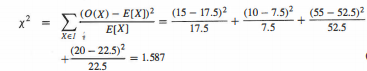 χ² = Σ_{X∈I} (O(X) − E[X])² / E[X] = (15 − 17.5)² / 17.5 + (10 − 7.5)² / 7.5 + (55 − 52.5)² / 52.5
+ (20 − 22.5)² / 22.5 = 1.587